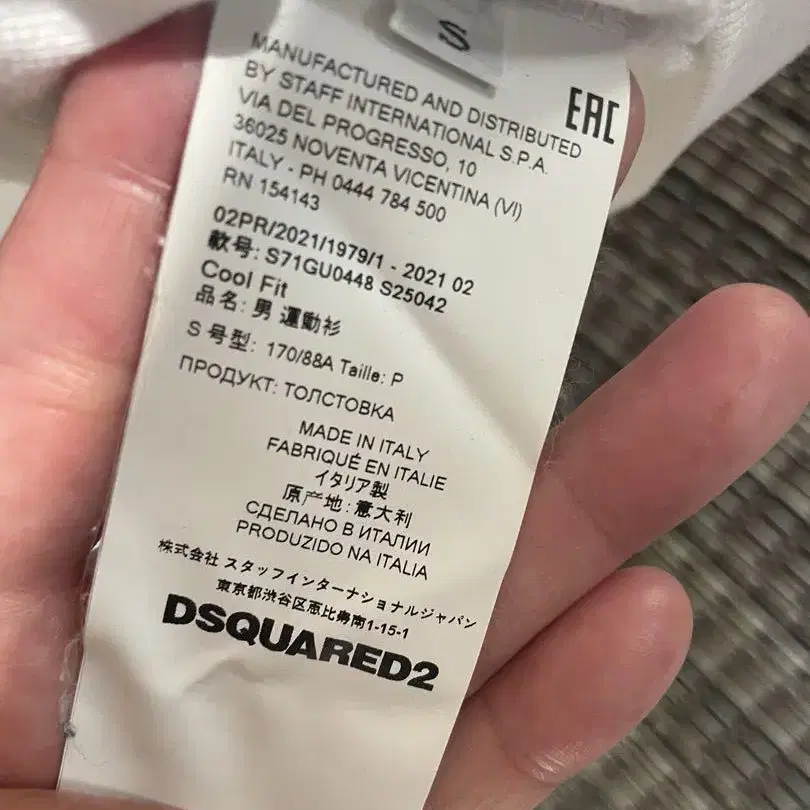 S
EAC
MANUFACTURED AND DISTRIBUTED
BY STAFF INTERNATIONAL S.P.A.
VIA DEL PROGRESSO, 10
36025 NOVENTA VICENTINA (VI)
ITALY - PH 0444 784 500
RN 154143
02PR/2021/1979/1 - 2021 02
款号: S71GU0448 S25042
Cool Fit
品名: 男 運動衫
S 号型: 170/88A Taille: P
ПРОДУКТ: ТОЛСТОВКА
MADE IN ITALY
FABRIQUÉ EN ITALIE
イタリア製
原产地: 意大利
СДЕЛАНО В ИТАЛИИ
PRODUZIDO NA ITALIA
株式会社 スタッフインターナショナルジャパン
東京都渋谷区恵比寿南1-15-1
DSQUARED2